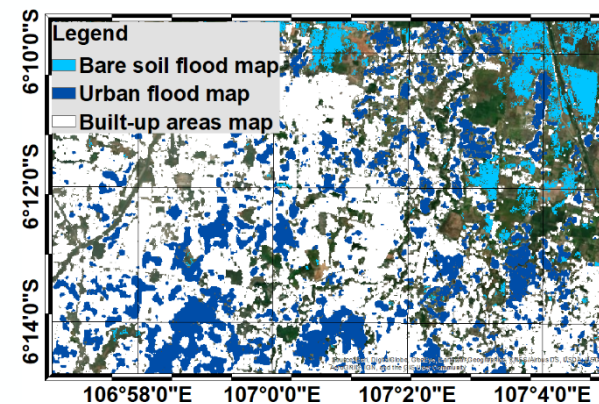 Legend
Bare soil flood map
Urban flood map
Built-up areas map
6°10'0"S
6°12'0"S
6°14'0"S
106°58'0"E
107°0'0"E
107°2'0"E
107°4'0"E